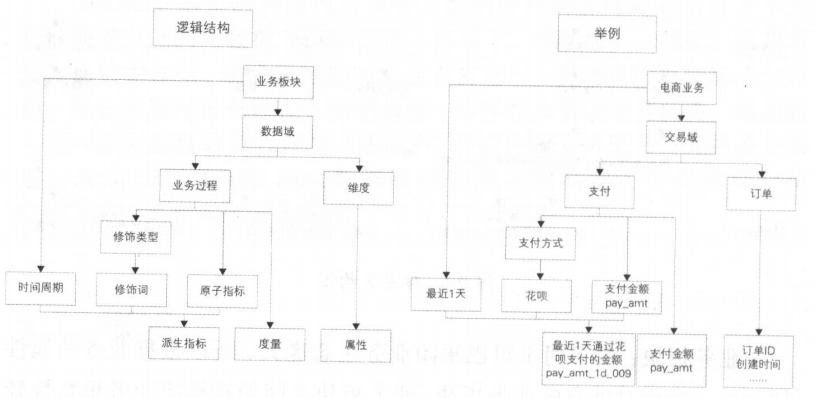 逻辑结构
举例
业务板块
电商业务
数据域
交易域
业务过程
维度
支付
订单
修饰类型
支付方式
时间周期
修饰词
原子指标
最近1天
花呗
支付金额
pay_amt
派生指标
度量
属性
最近1天通过花
呗支付的金额
pay_amt_1d_009
支付金额
pay_amt
订单ID
创建时间
……